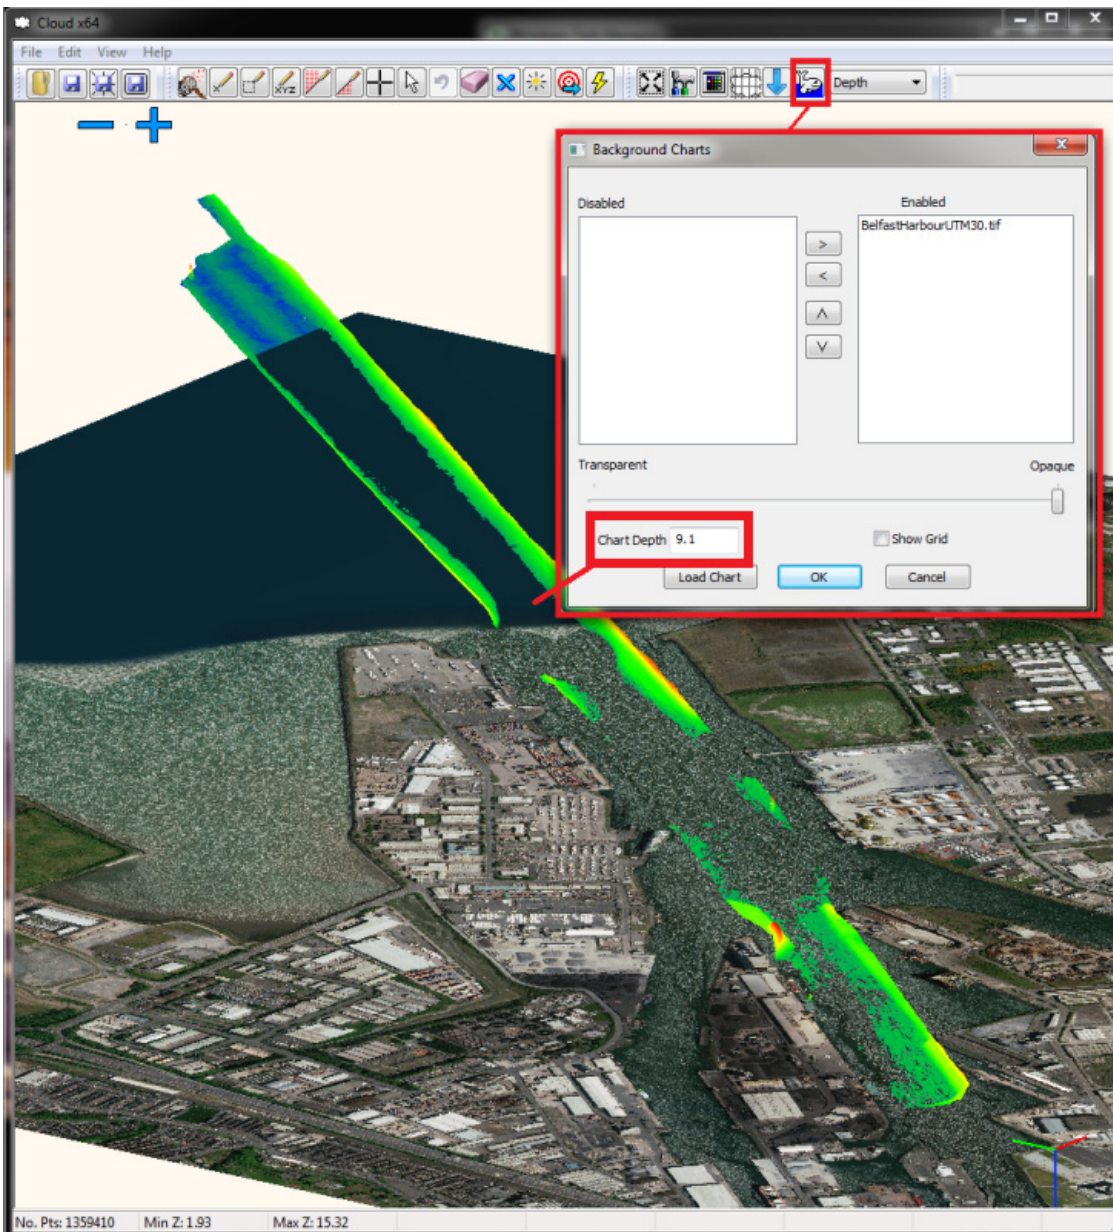 Cloud x64
File Edit View Help
XYZ
Depth
Background Charts
Disabled
Enabled
BelfastHarbourUTM30.tif
>
<
Λ
V
Transparent
Opaque
Chart Depth 9.1
Show Grid
Load Chart OK Cancel
No. Pts: 1359410 Min Z: 1.93 Max Z: 15.32